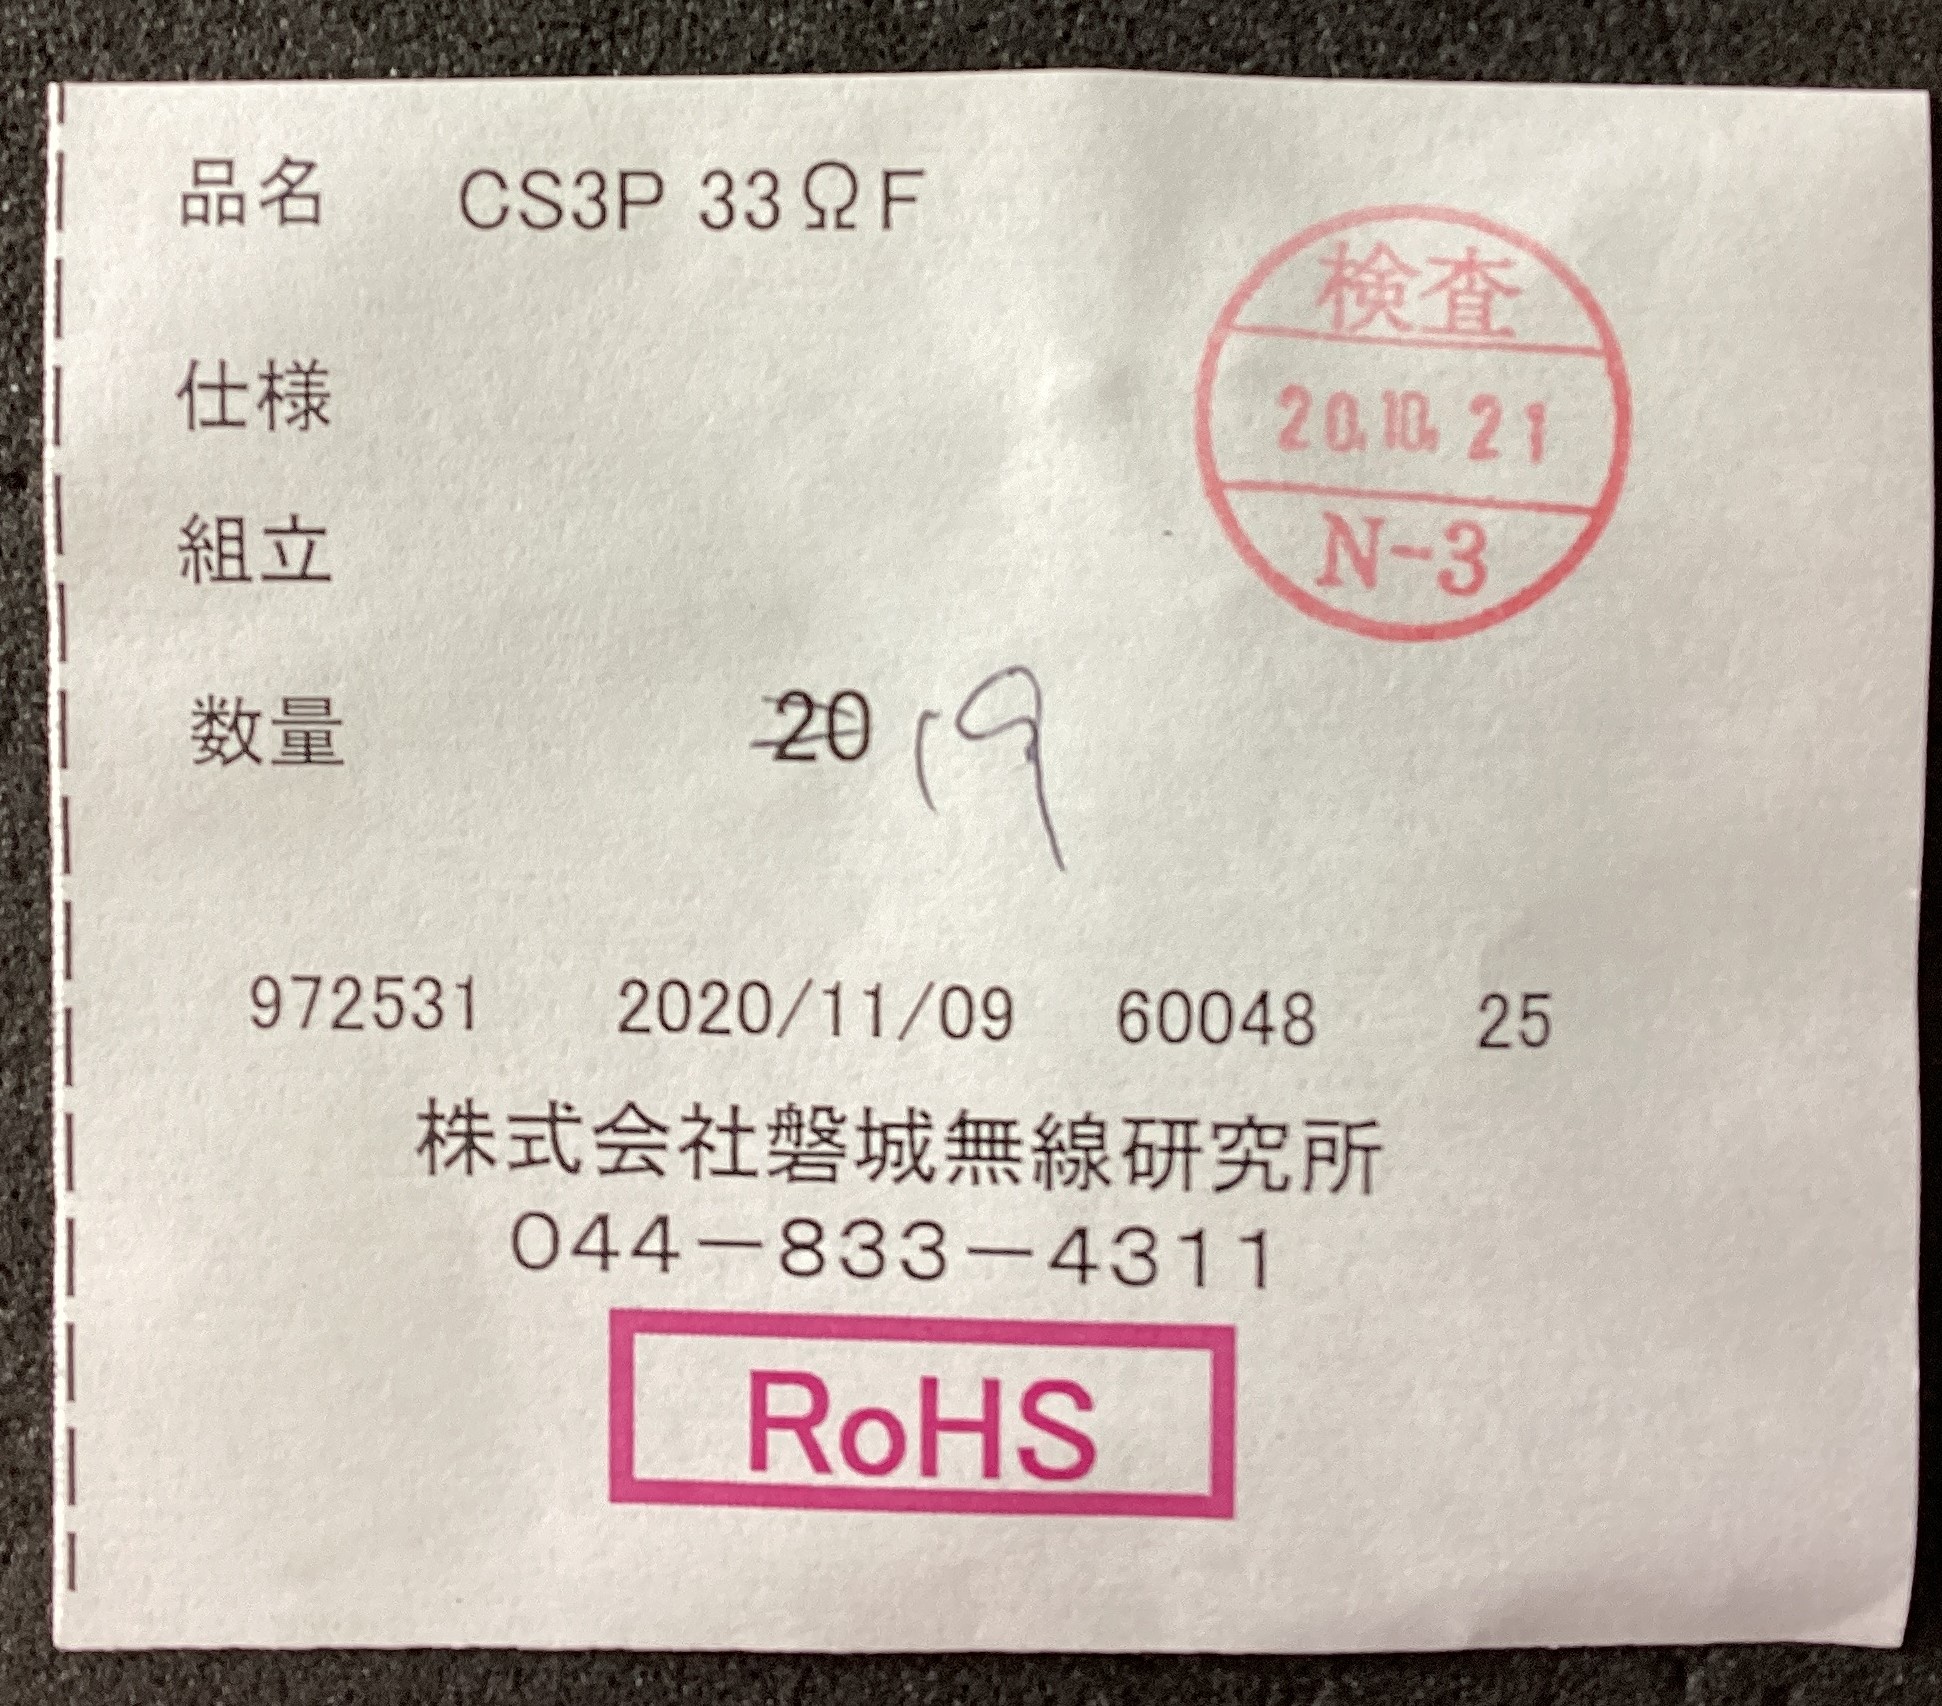 品名 CS3P 33ΩF
検査
20.10.21
N-3
仕様
組立
数量 20 19
972531 2020/11/09 60048 25
株式会社磐城無線研究所
044-833-4311
RoHS